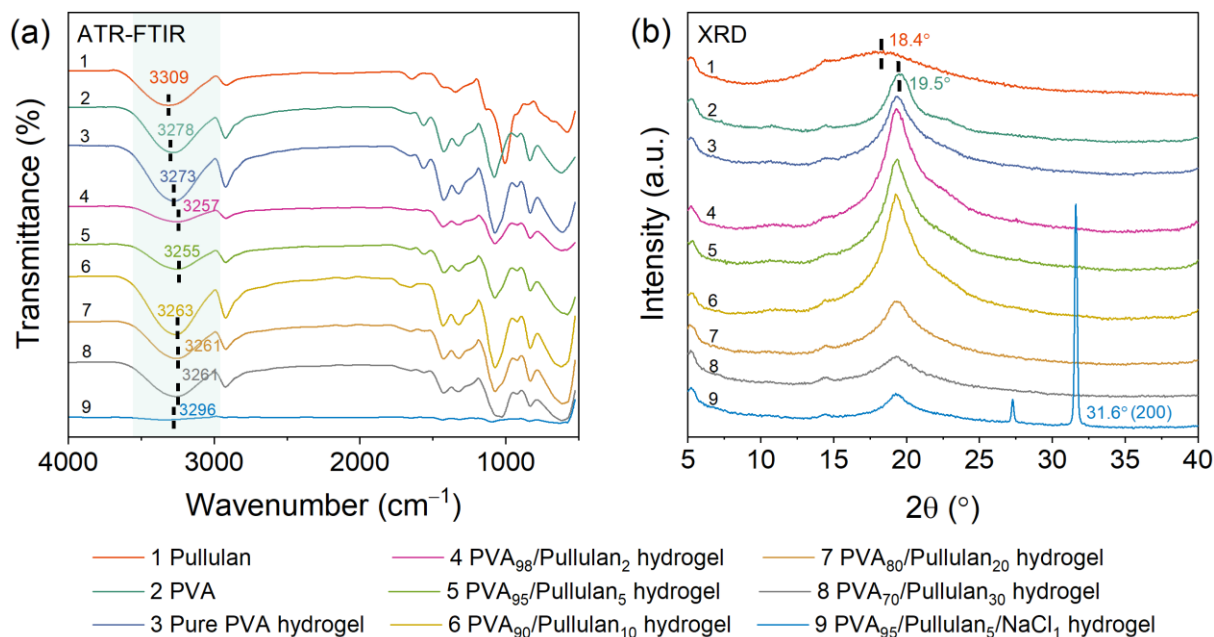 (a) ATR-FTIR
1
3309
2
3278
3
3273
4
3257
5
3255
6
3263
7
3261
8
3261
9
3296
Transmittance (%)
4000 3000 2000 1000
Wavenumber (cm⁻¹)
(b) XRD
18.4°
1
19.5°
2
3
4
5
6
7
8
9
31.6° (200)
Intensity (a.u.)
5 10 15 20 25 30 35 40
2θ (°)
1 Pullulan
2 PVA
3 Pure PVA hydrogel
4 PVA₉₈/Pullulan₂ hydrogel
5 PVA₉₅/Pullulan₅ hydrogel
6 PVA₉₀/Pullulan₁₀ hydrogel
7 PVA₈₀/Pullulan₂₀ hydrogel
8 PVA₇₀/Pullulan₃₀ hydrogel
9 PVA₉₅/Pullulan₅/NaCl₁ hydrogel